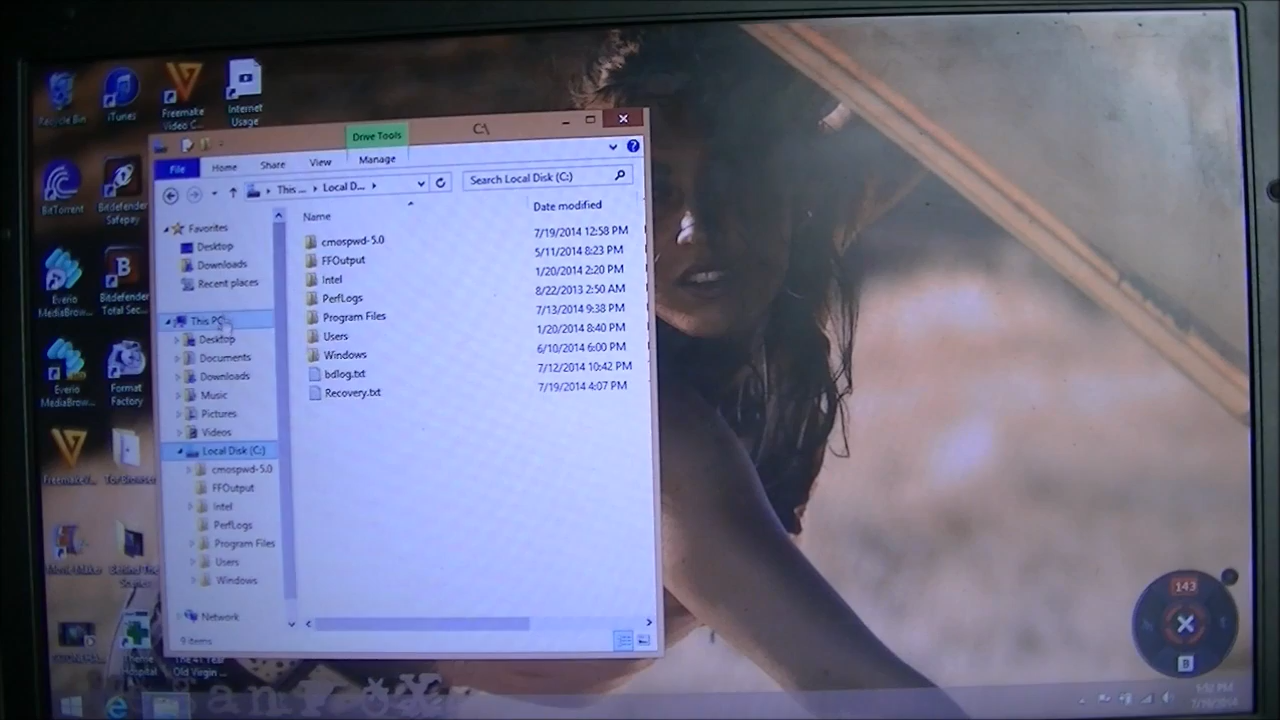 Recycle Bin
iTunes
Freemake
Video C...
Internet
Usage
BitTorrent
Bitdefender
Safepay
Everio
MediaBrow...
Bitdefender
Total Sec...
Everio
MediaBrow...
Format
Factory
Behind The
Theme
Hospital
Old Virgin ...
Drive Tools
C:\
File
Home
Share
View
Manage
This ...
Local D...
Search Local Disk (C:)
Favorites
Desktop
Downloads
Recent places
This PC
Desktop
Documents
Downloads
Music
Pictures
Videos
Local Disk (C:)
cmospwd-5.0
FFOutput
Intel
PerfLogs
Program Files
Users
Windows
Network
9 items
Name
Date modified
cmospwd-5.0 7/19/2014 12:58 PM
FFOutput 5/11/2014 8:23 PM
Intel 1/20/2014 2:20 PM
PerfLogs 8/22/2013 2:50 AM
Program Files 7/13/2014 9:38 PM
Users 1/20/2014 8:40 PM
Windows 6/10/2014 6:00 PM
bdlog.txt 7/12/2014 10:42 PM
Recovery.txt 7/19/2014 4:07 PM
143
B